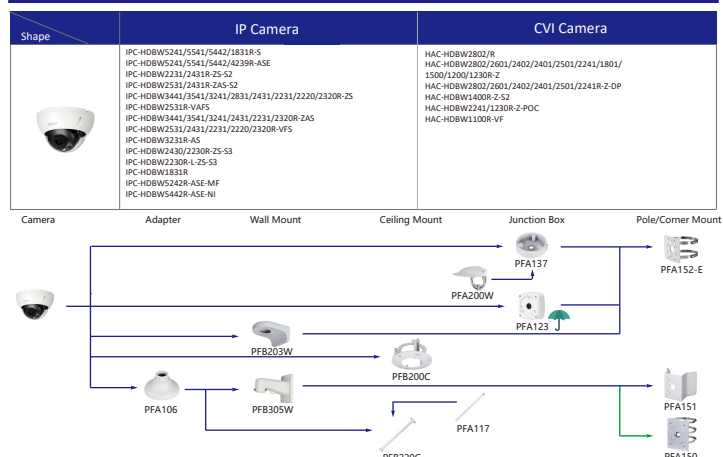 Shape
IP Camera
CVI Camera
IPC-HDBW5241/5541/5442/1831R-S
IPC-HDBW5241/5541/5442/4239R-ASE
IPC-HDBW2231/2431R-ZS-S2
IPC-HDBW2531/2431R-ZAS-S2
IPC-HDBW3441/3541/3241/2831/2431/2231/2220/2320R-ZS
IPC-HDBW2531R-VAFS
IPC-HDBW3441/3541/3241/2431/2231/2320R-ZAS
IPC-HDBW2531/2431/2231/2220/2320R-VFS
IPC-HDBW3231R-AS
IPC-HDBW2430/2230R-ZS-S3
IPC-HDBW2230R-L-ZS-S3
IPC-HDBW1831R
IPC-HDBW5242R-ASE-MF
IPC-HDBW5442R-ASE-NI
HAC-HDBW2802/R
HAC-HDBW2802/2601/2402/2401/2501/2241/1801/
1500/1200/1230R-Z
HAC-HDBW2802/2601/2402/2401/2501/2241R-Z-DP
HAC-HDBW1400R-Z-S2
HAC-HDBW2241/1230R-Z-POC
HAC-HDBW1100R-VF
Camera
Adapter
Wall Mount
Ceiling Mount
Junction Box
Pole/Corner Mount
PFA137
PFA152-E
PFA200W
PFA123
PFB203W
PFB200C
PFA106
PFB305W
PFA117
PFA151
PFB220C
PFA150